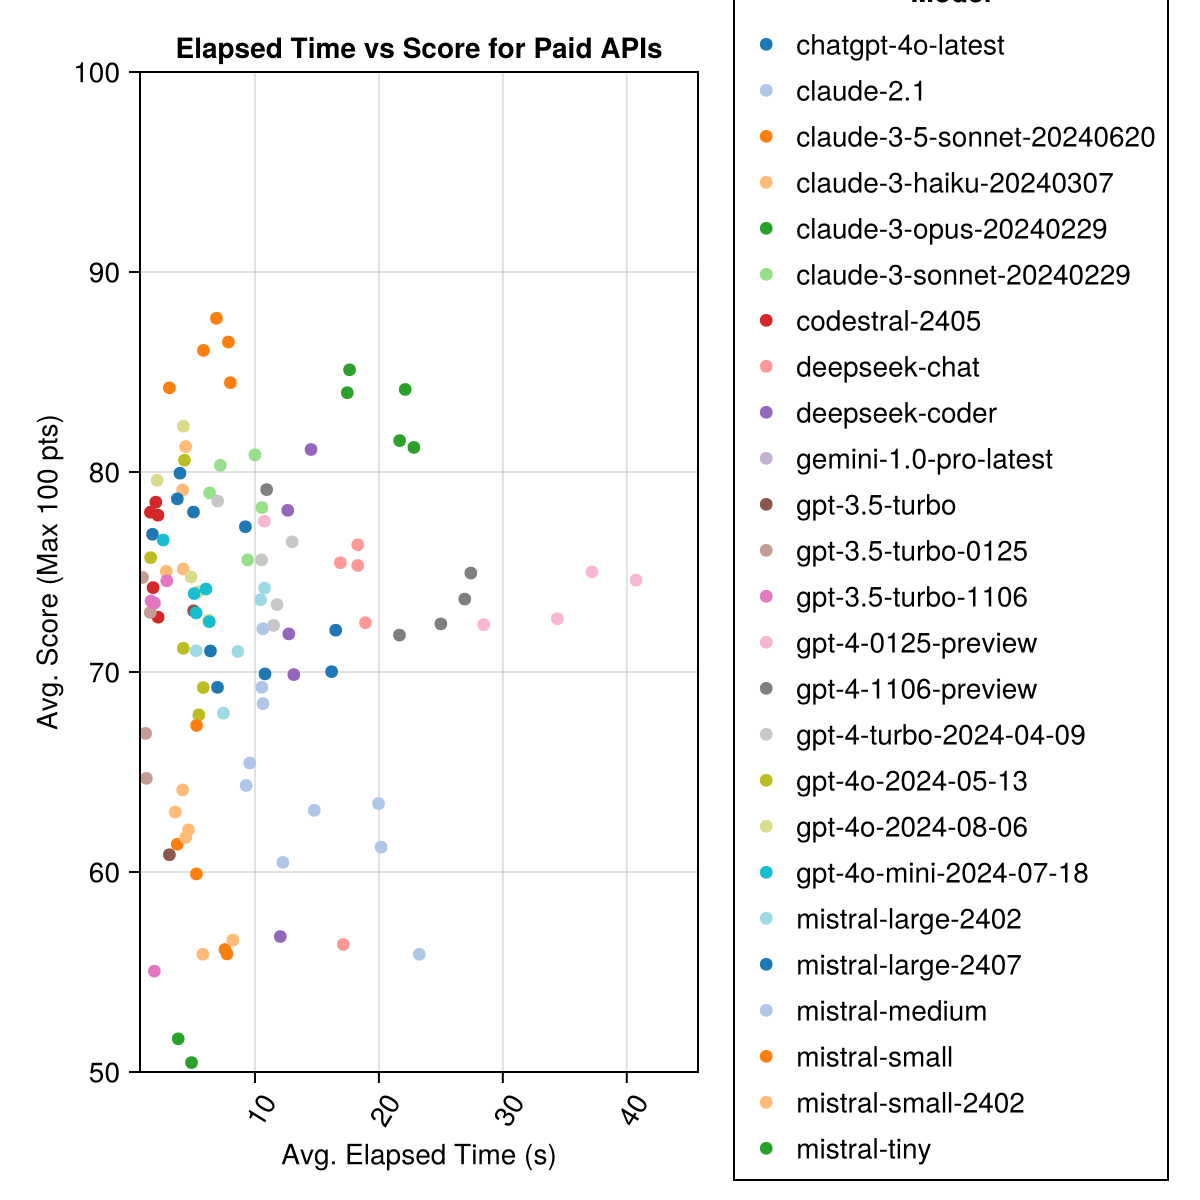 Model
Elapsed Time vs Score for Paid APIs
100
90
80
70
60
50
Avg. Score (Max 100 pts)
10
20
30
40
Avg. Elapsed Time (s)
chatgpt-4o-latest
claude-2.1
claude-3-5-sonnet-20240620
claude-3-haiku-20240307
claude-3-opus-20240229
claude-3-sonnet-20240229
codestral-2405
deepseek-chat
deepseek-coder
gemini-1.0-pro-latest
gpt-3.5-turbo
gpt-3.5-turbo-0125
gpt-3.5-turbo-1106
gpt-4-0125-preview
gpt-4-1106-preview
gpt-4-turbo-2024-04-09
gpt-4o-2024-05-13
gpt-4o-2024-08-06
gpt-4o-mini-2024-07-18
mistral-large-2402
mistral-large-2407
mistral-medium
mistral-small
mistral-small-2402
mistral-tiny